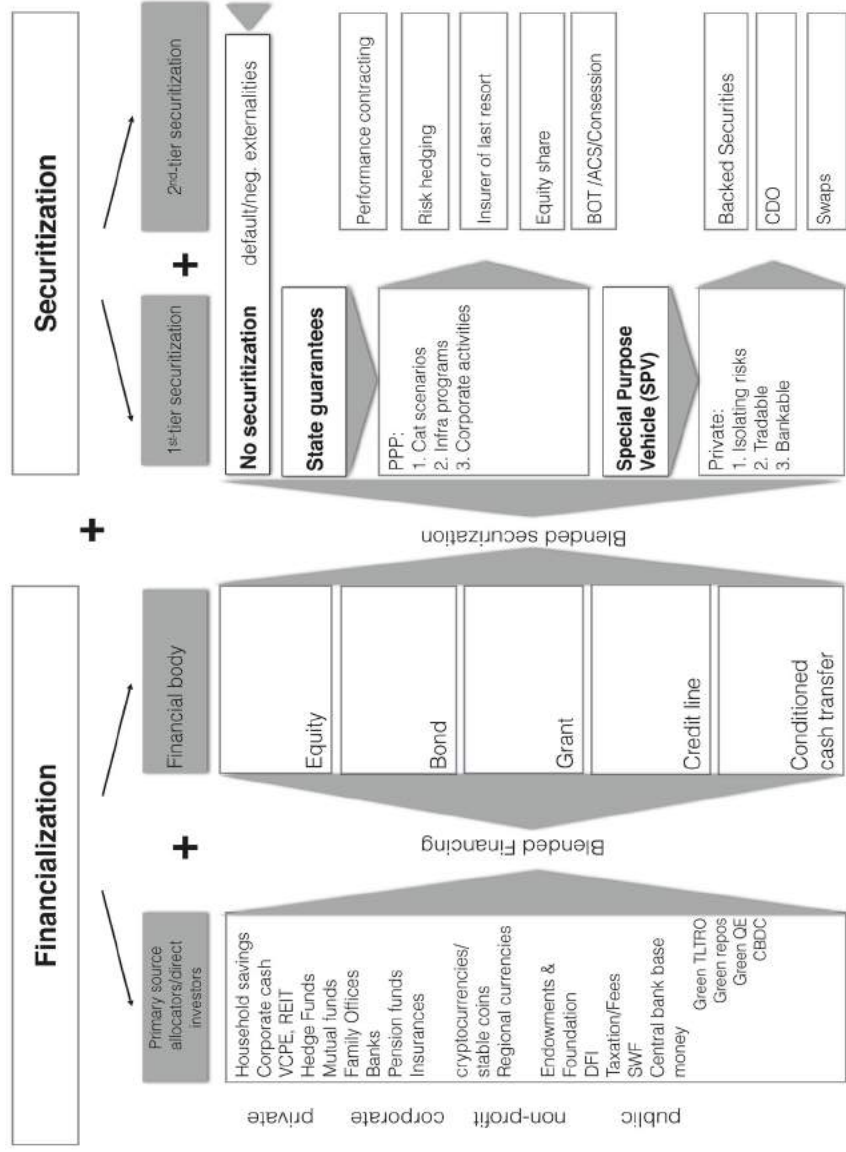 Financialization
+
Securitization
Primary source
allocators/direct
investors
+
Financial body
1st-tier securitization
+
2nd-tier securitization
private
corporate
non-profit
public
Household savings
Corporate cash
VCPE, REIT
Hedge Funds
Mutual funds
Family Offices
Banks
Pension funds
Insurances
cryptocurrencies/
stable coins
Regional currencies
Endowments &
Foundation
DFI
Taxation/Fees
SWF
Central bank base
money
Green TLTRO
Green repos
Green QE
CBDC
Blended Financing
Equity
Bond
Grant
Credit line
Conditioned
cash transfer
Blended securization
No securitization default/neg. externalities
State guarantees
PPP:
1. Cat scenarios
2. Infra programs
3. Corporate activities
Performance contracting
Risk hedging
Insurer of last resort
Equity share
BOT /ACS/Consession
Special Purpose
Vehicle (SPV)
Private:
1. Isolating risks
2. Tradable
3. Bankable
Backed Securities
CDO
Swaps